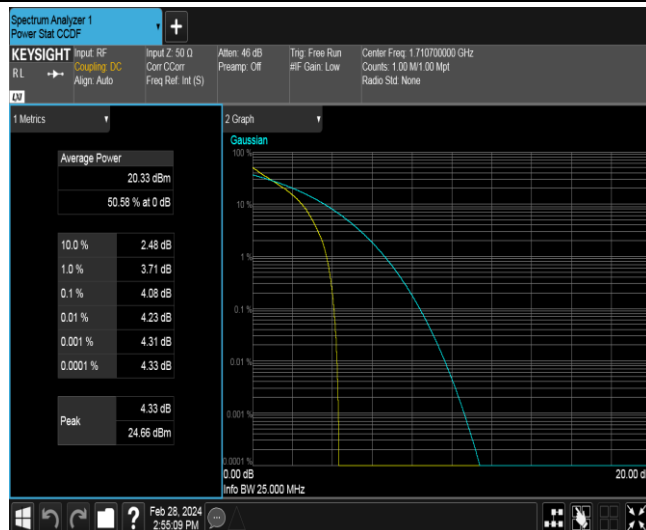 Spectrum Analyzer 1
Power Stat CCDF
+
KEYSIGHT
RL
Input: RF
Coupling: DC
Align: Auto
Input Z: 50 Ω
Corr CCorr
Freq Ref: Int (S)
Atten: 46 dB
Preamp: Off
Trig: Free Run
#IF Gain: Low
Center Freq: 1.710700000 GHz
Counts: 1.00 M/1.00 Mpt
Radio Std: None
1 Metrics
Average Power
20.33 dBm
50.58 % at 0 dB
10.0 % 2.48 dB
1.0 % 3.71 dB
0.1 % 4.08 dB
0.01 % 4.23 dB
0.001 % 4.31 dB
0.0001 % 4.33 dB
Peak
4.33 dB
24.66 dBm
2 Graph
Gaussian
100 %
10 %
1 %
0.1 %
0.01 %
0.001 %
0.0001 %
0.00 dB
20.00 d
Info BW 25.000 MHz
?
Feb 28, 2024
2:55:09 PM